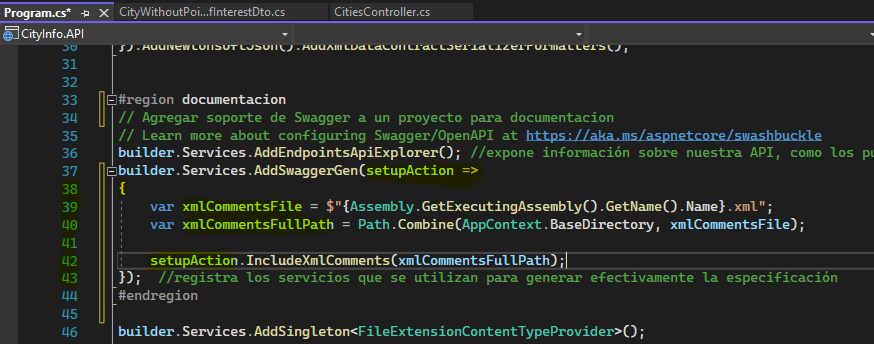 Program.cs*
CityWithoutPoi...fInterestDto.cs
CitiesController.cs
CityInfo.API
30 }).AddNewtonsoftJson().AddXmlDataContractSerializerFormatters();
31
32
33 #region documentacion
34 // Agregar soporte de Swagger a un proyecto para documentacion
35 // Learn more about configuring Swagger/OpenAPI at https://aka.ms/aspnetcore/swashbuckle
36 builder.Services.AddEndpointsApiExplorer(); //expone información sobre nuestra API, como los pu
37 builder.Services.AddSwaggerGen(setupAction =>
38 {
39 var xmlCommentsFile = $"{Assembly.GetExecutingAssembly().GetName().Name}.xml";
40 var xmlCommentsFullPath = Path.Combine(AppContext.BaseDirectory, xmlCommentsFile);
41
42 setupAction.IncludeXmlComments(xmlCommentsFullPath);
43 }); //registra los servicios que se utilizan para generar efectivamente la especificación
44 #endregion
45
46 builder.Services.AddSingleton<FileExtensionContentTypeProvider>();